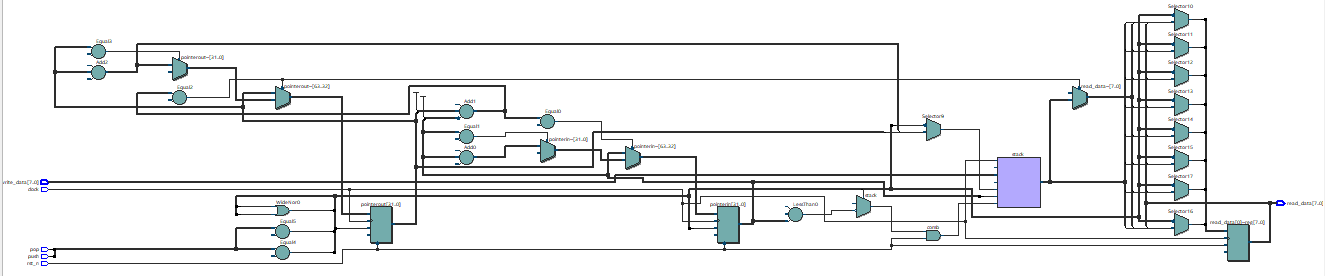 Selector10
Selector11
Equal3
pointerout~[31..0]
Add2
Selector12
Equal2
pointerout~[63..32]
read_data~[7..0]
Selector13
Add1
Equal0
Selector9
Selector14
Equal1
pointerin~[31..0]
Add0
pointerin~[63..32]
stack
Selector15
write_data[7..0]
clock
Selector17
WideNor0
pointerout[31..0]
pointerin[31..0]
LessThan0
stack
read_data[7..0]
Selector16
Equal5
comb
read_data[0]~reg[7..0]
pop
Equal4
push
rst_n